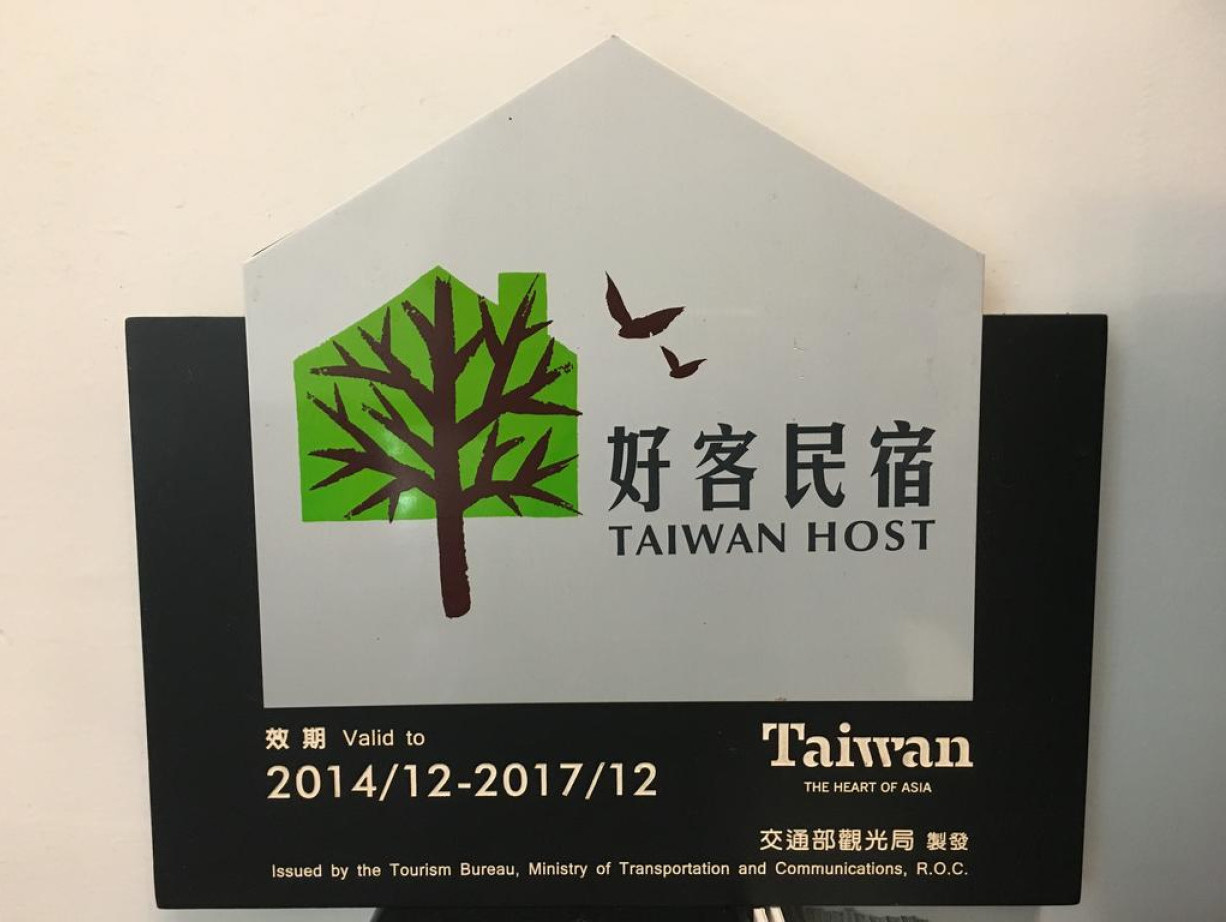 好客民宿
TAIWAN HOST
效期 Valid to
2014/12-2017/12
Taiwan
THE HEART OF ASIA
交通部觀光局 製發
Issued by the Tourism Bureau, Ministry of Transportation and Communications, R.O.C.